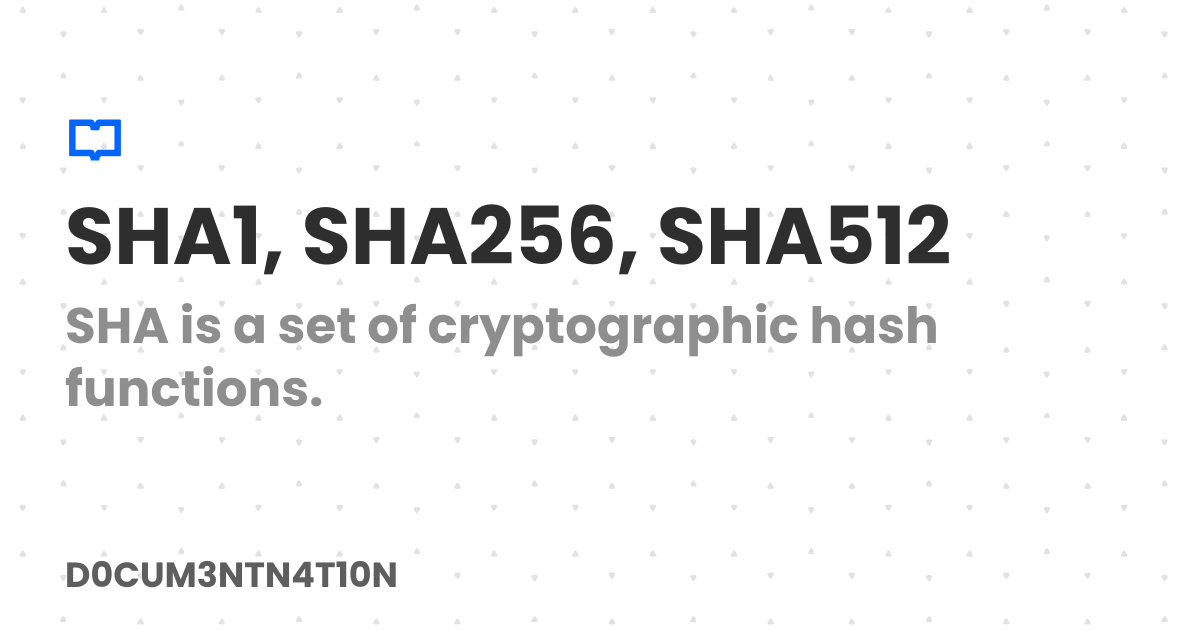 SHA1, SHA256, SHA512
SHA is a set of cryptographic hash
functions.
D0CUM3NTN4T10N